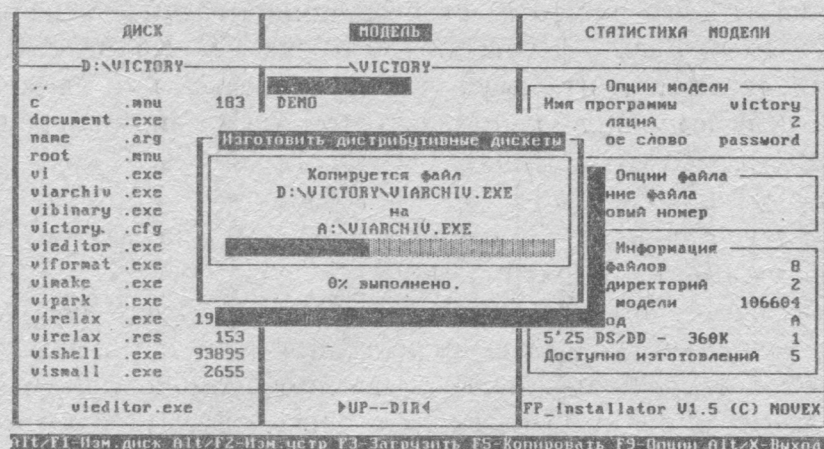 ДИСК МОДЕЛЬ СТАТИСТИКА МОДЕЛИ
D:\VICTORY \VICTORY
.. Опции модели
c .mnu 183 DEMO Имя программы victory
document .exe ляция 2
name .arg Изготовить дистрибутивные дискеты ое слово password
root .mnu
vi .exe Копируется файл Опции файла
viarchiv .exe D:\VICTORY\VIARCHIV.EXE ние файла
vibinary .exe на овый номер
victory. .cfg A:\VIARCHIV.EXE
vieditor .exe Информация
viformat .exe файлов 8
vimake .exe 0% выполнено. директорий 2
vipark .exe модели 106604
virelax .exe 19 од A
virelax .res 153 5'25 DS/DD - 360K 1
vishell .exe 93895 Доступно изготовлений 5
vismall .exe 2655
vieditor.exe ►UP--DIR◄ FP_installator V1.5 (C) NOVEX
Alt/F1-Изм.диск Alt/F2-Изм.устр F3-Загрузить F5-Копировать F9-Опции Alt/X-Выход